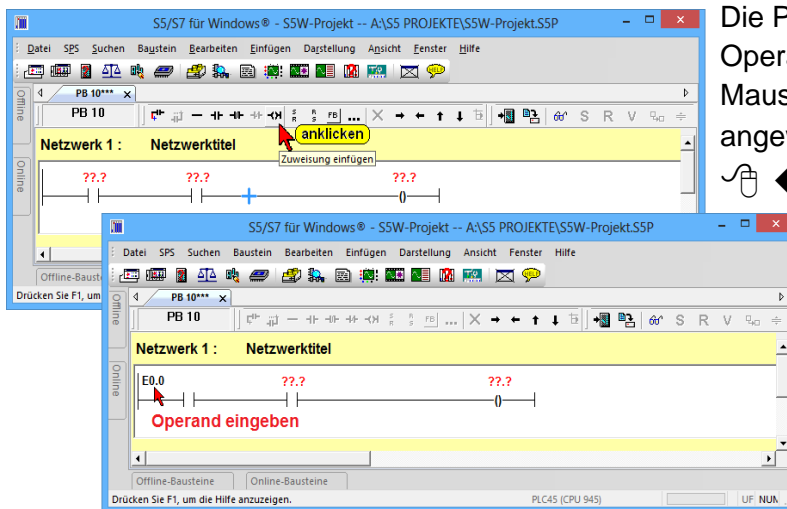 S5/S7 für Windows® - S5W-Projekt -- A:\S5 PROJEKTE\S5W-Projekt.S5P
Datei SPS Suchen Baustein Bearbeiten Einfügen Darstellung Ansicht Fenster Hilfe
PB 10*** x
PB 10
S R V
Offline
Online
anklicken
Zuweisung einfügen
Netzwerk 1 : Netzwerktitel
??.? ??.? ??.?
Offline-Bauste
Drücken Sie F1, um
Die P
Opera
Maus
angew
S5/S7 für Windows® - S5W-Projekt -- A:\S5 PROJEKTE\S5W-Projekt.S5P
Datei SPS Suchen Baustein Bearbeiten Einfügen Darstellung Ansicht Fenster Hilfe
PB 10*** x
PB 10
S R V
Offline
Online
Netzwerk 1 : Netzwerktitel
E0.0 ??.? ??.?
Operand eingeben
Offline-Bausteine Online-Bausteine
Drücken Sie F1, um die Hilfe anzuzeigen. PLC45 (CPU 945) UF NUM